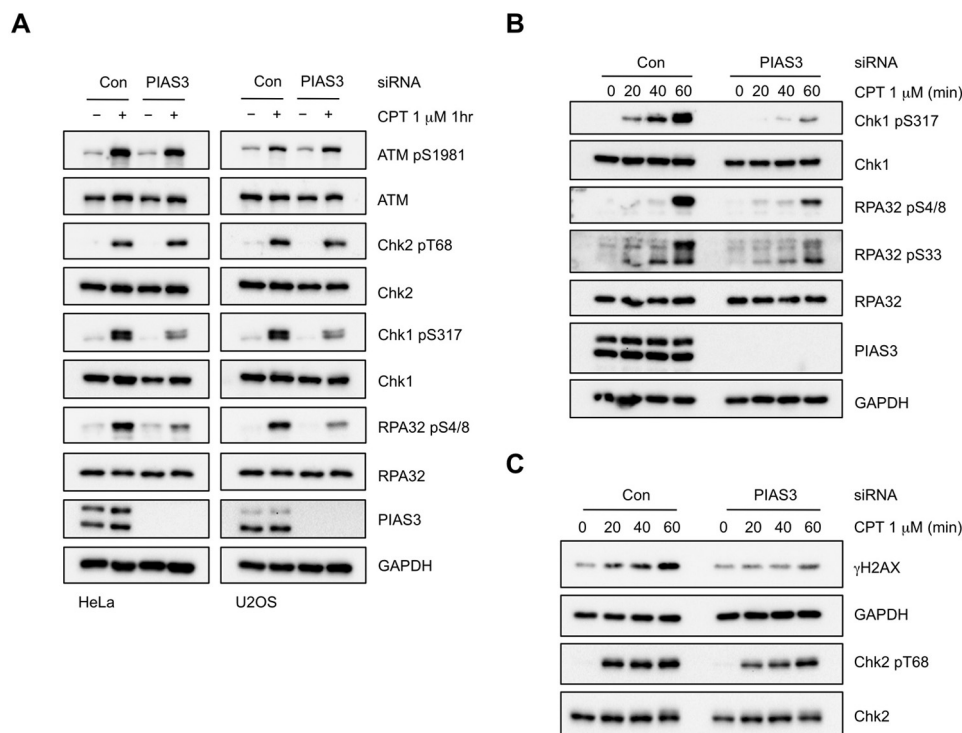 A
Con PIAS3 Con PIAS3 siRNA
– + – + – + – + CPT 1 μM 1hr
ATM pS1981
ATM
Chk2 pT68
Chk2
Chk1 pS317
Chk1
RPA32 pS4/8
RPA32
PIAS3
GAPDH
HeLa U2OS
B
Con PIAS3 siRNA
0 20 40 60 0 20 40 60 CPT 1 μM (min)
Chk1 pS317
Chk1
RPA32 pS4/8
RPA32 pS33
RPA32
PIAS3
GAPDH
C
Con PIAS3 siRNA
0 20 40 60 0 20 40 60 CPT 1 μM (min)
γH2AX
GAPDH
Chk2 pT68
Chk2